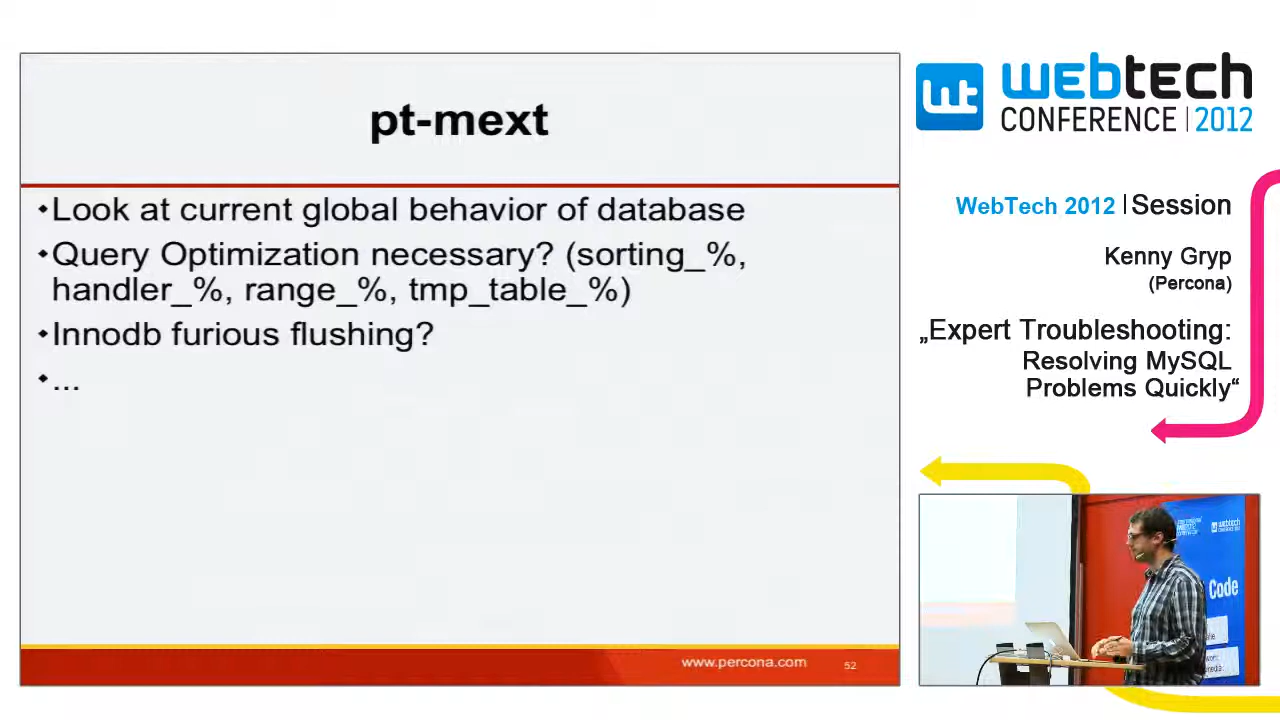 pt-mext
Look at current global behavior of database
Query Optimization necessary? (sorting_%,
handler_%, range_%, tmp_table_%)
Innodb furious flushing?
...
www.percona.com
52
wt webtech
CONFERENCE | 2012
WebTech 2012 | Session
Kenny Gryp
(Percona)
„Expert Troubleshooting:
Resolving MySQL
Problems Quickly“
webtech
Code